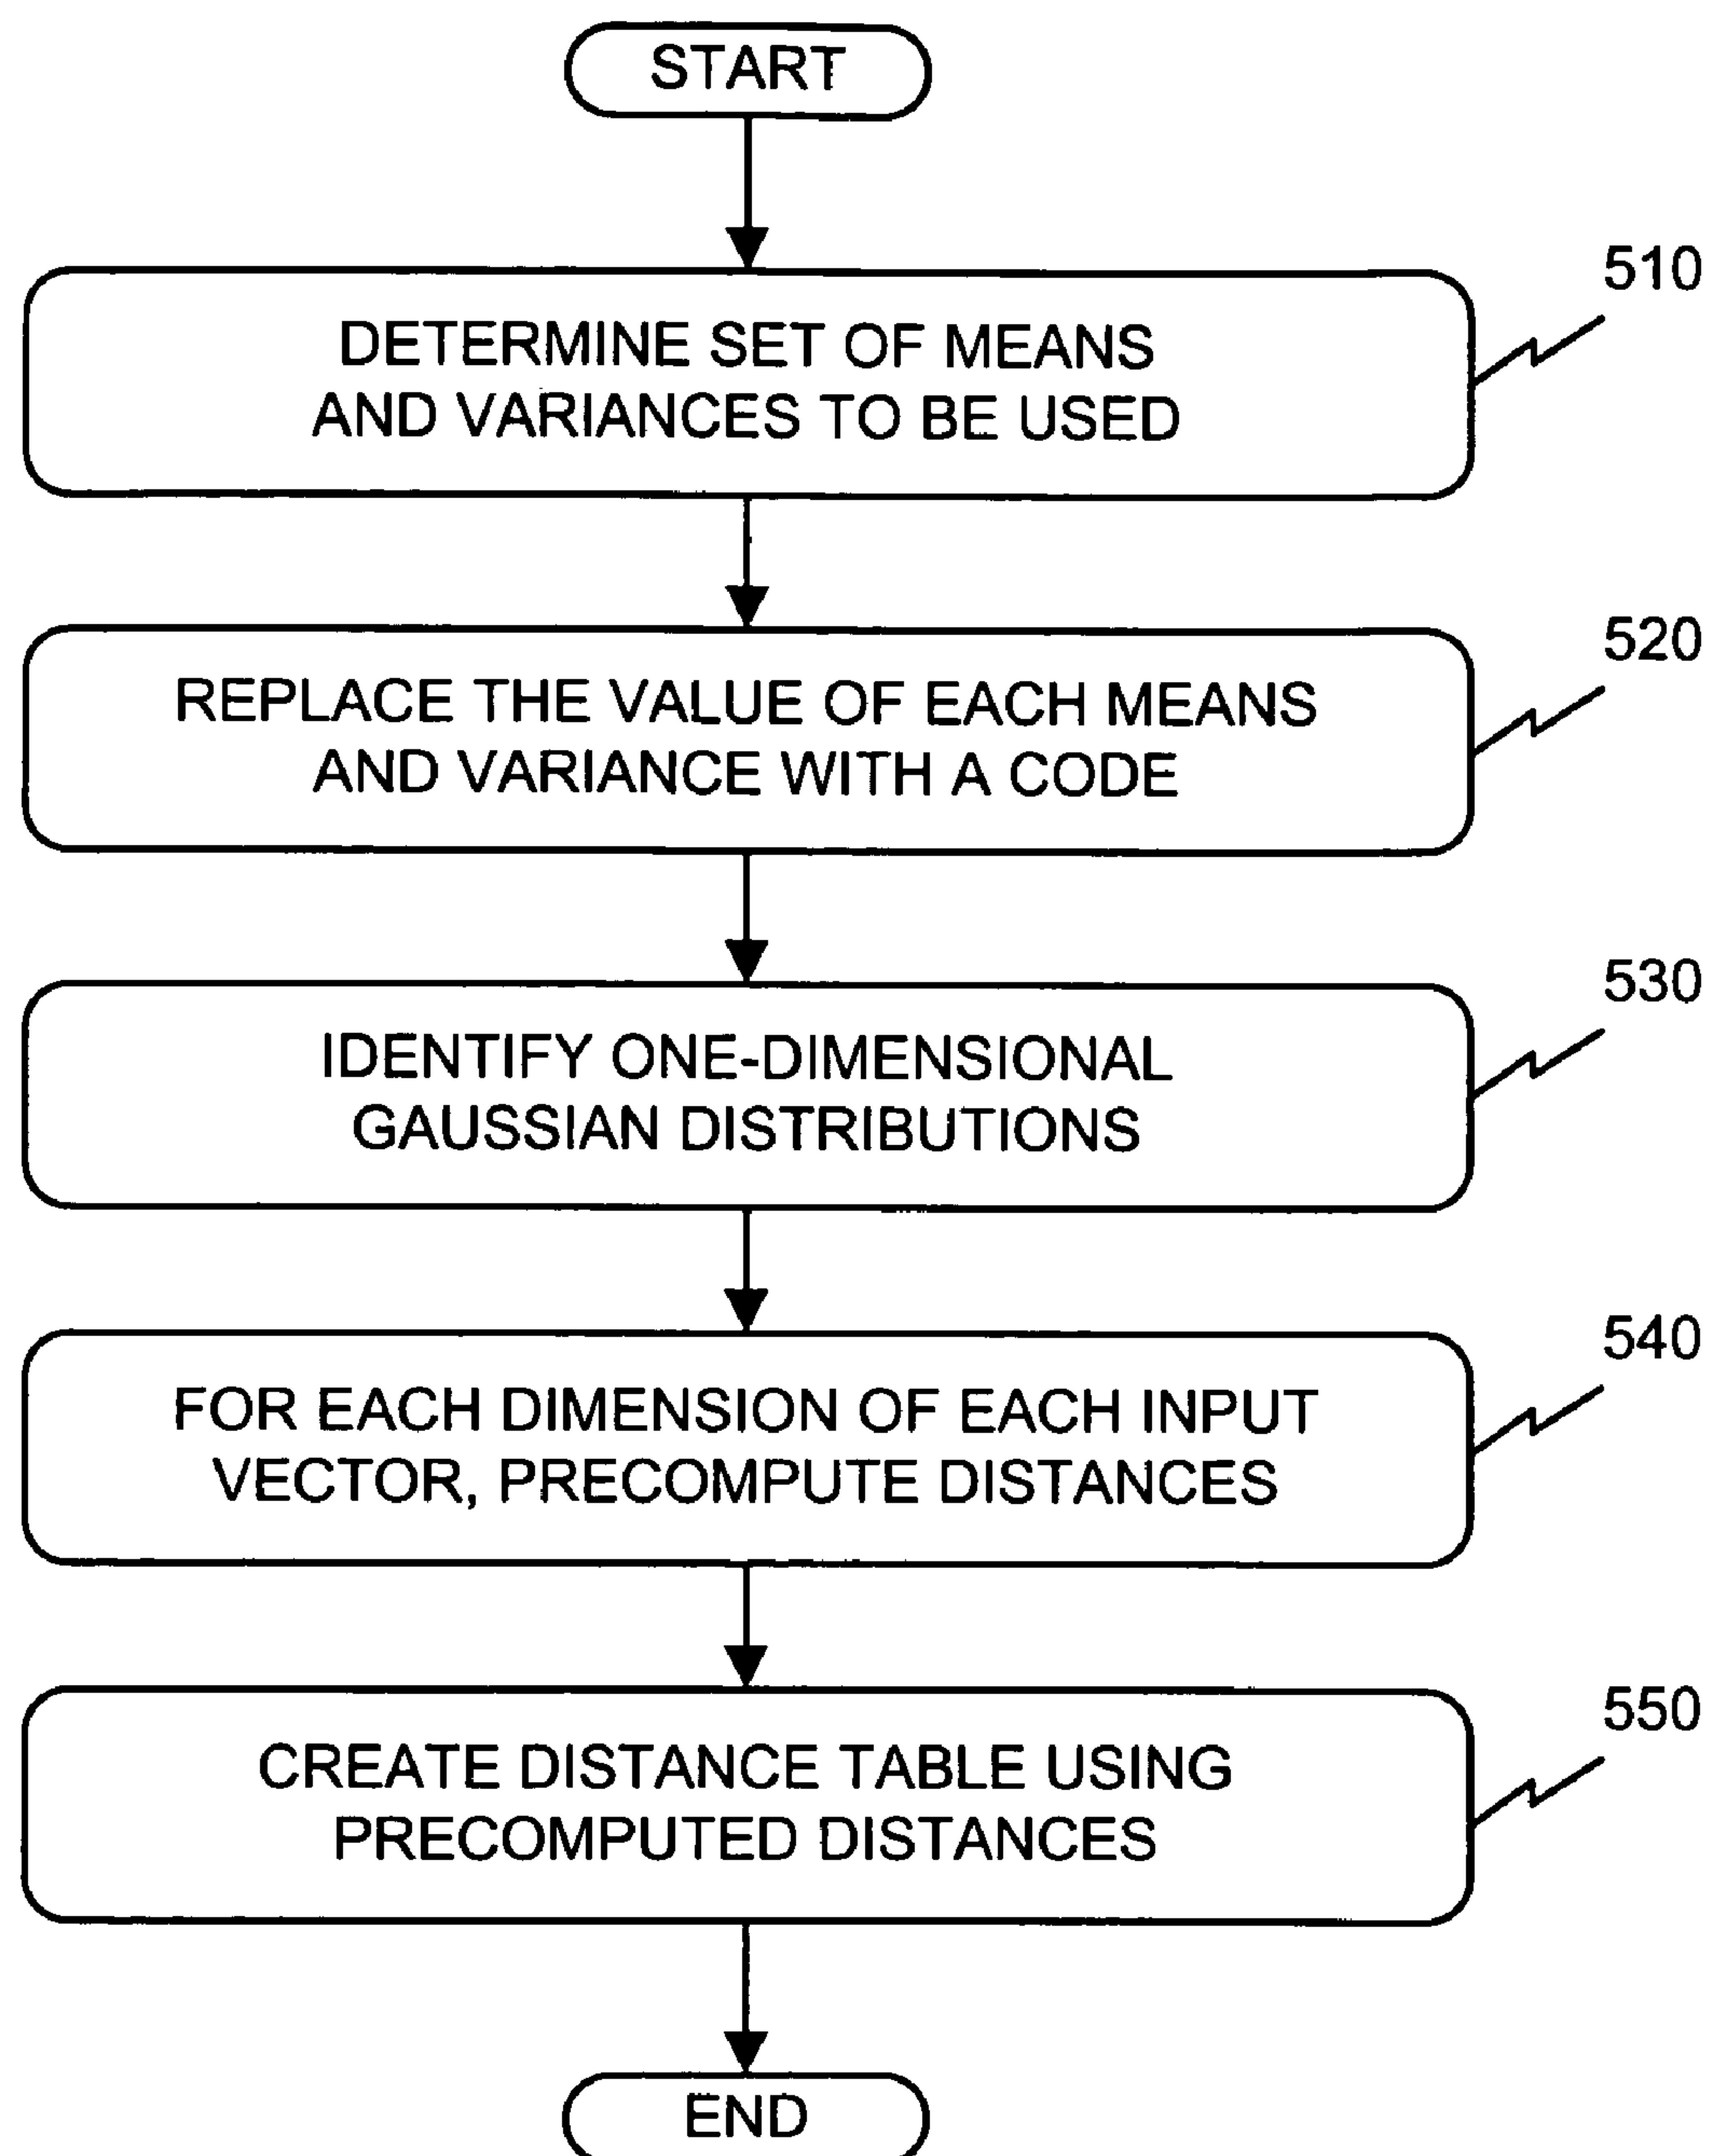 START
510
DETERMINE SET OF MEANS
AND VARIANCES TO BE USED
520
REPLACE THE VALUE OF EACH MEANS
AND VARIANCE WITH A CODE
530
IDENTIFY ONE-DIMENSIONAL
GAUSSIAN DISTRIBUTIONS
540
FOR EACH DIMENSION OF EACH INPUT
VECTOR, PRECOMPUTE DISTANCES
550
CREATE DISTANCE TABLE USING
PRECOMPUTED DISTANCES
END